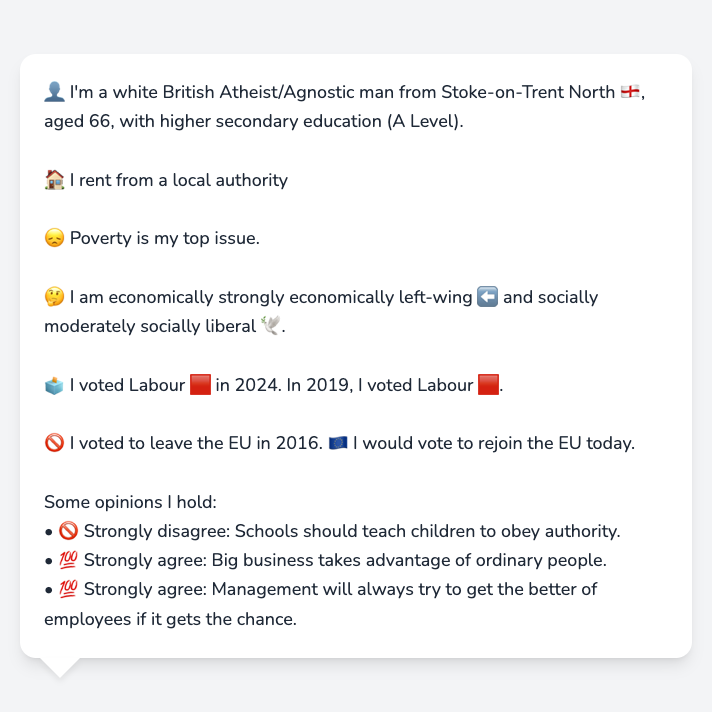 👤 I'm a white British Atheist/Agnostic man from Stoke-on-Trent North 🏴󠁧󠁢󠁥󠁮󠁧󠁿,
aged 66, with higher secondary education (A Level).
🏠 I rent from a local authority
😞 Poverty is my top issue.
🤔 I am economically strongly economically left-wing ⬅️ and socially
moderately socially liberal 🕊️.
🗳️ I voted Labour 🟥 in 2024. In 2019, I voted Labour 🟥.
🚫 I voted to leave the EU in 2016. 🇪🇺 I would vote to rejoin the EU today.
Some opinions I hold:
• 🚫 Strongly disagree: Schools should teach children to obey authority.
• 💯 Strongly agree: Big business takes advantage of ordinary people.
• 💯 Strongly agree: Management will always try to get the better of
employees if it gets the chance.